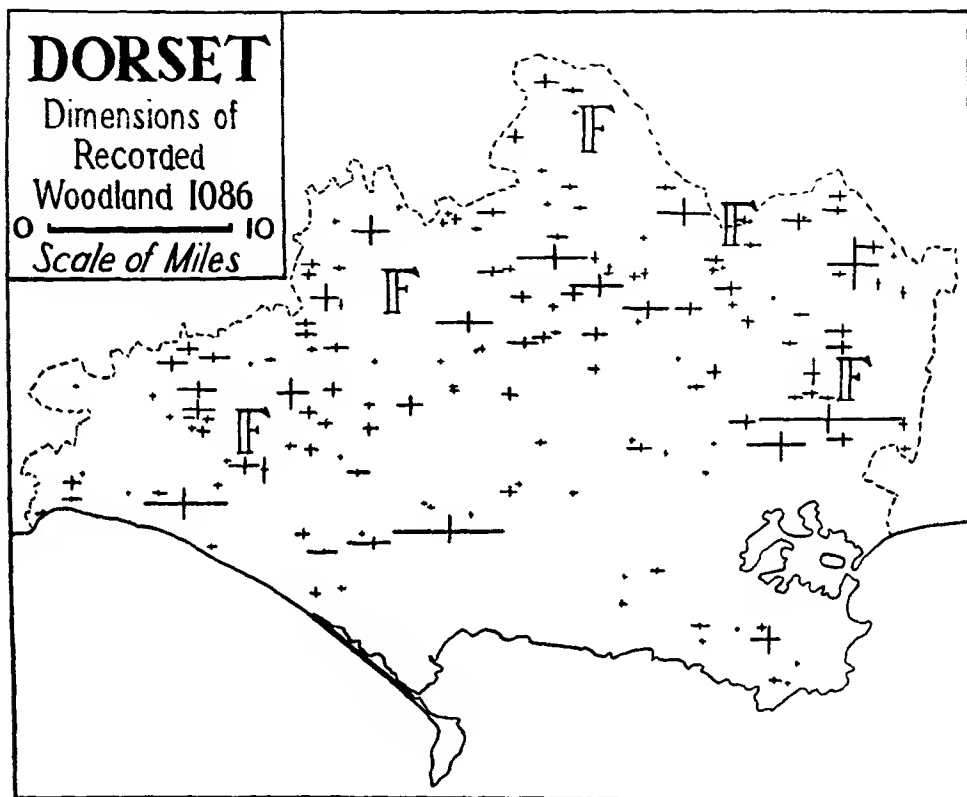 DORSET
Dimensions of
Recorded
Woodland 1086
0 10
Scale of Miles
F
F
F
F
F